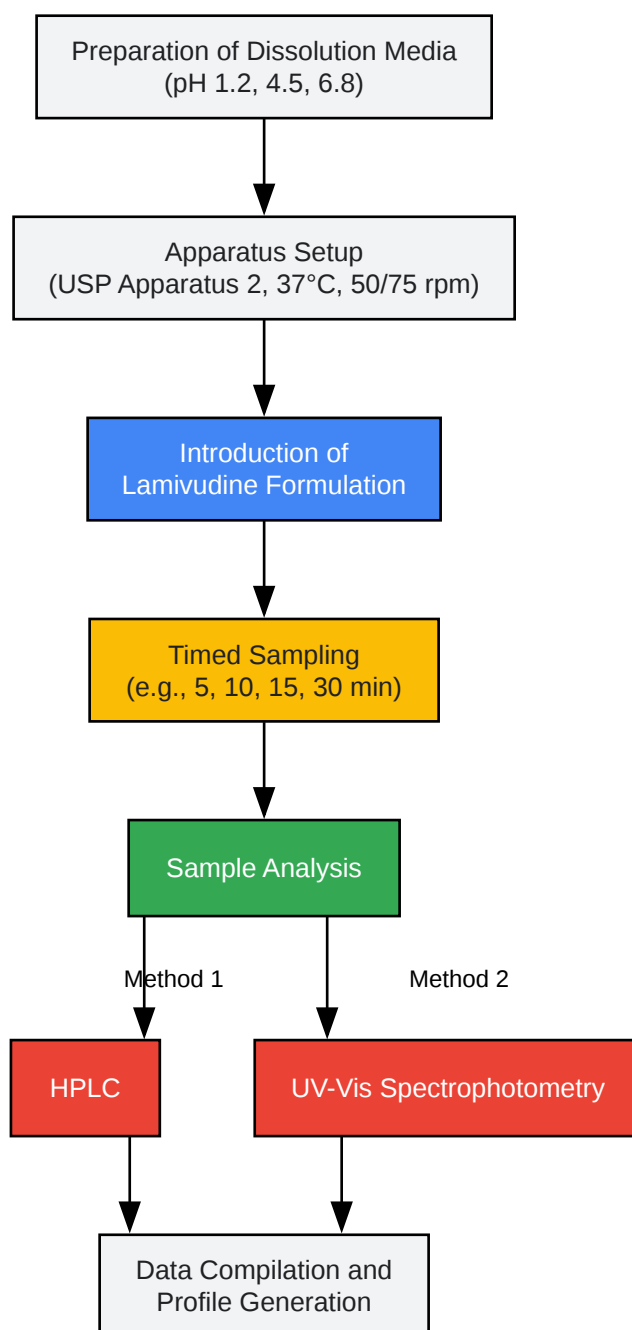 Preparation of Dissolution Media
(pH 1.2, 4.5, 6.8)
Apparatus Setup
(USP Apparatus 2, 37°C, 50/75 rpm)
Introduction of
Lamivudine Formulation
Timed Sampling
(e.g., 5, 10, 15, 30 min)
Sample Analysis
Method 1
Method 2
HPLC
UV-Vis Spectrophotometry
Data Compilation and
Profile Generation